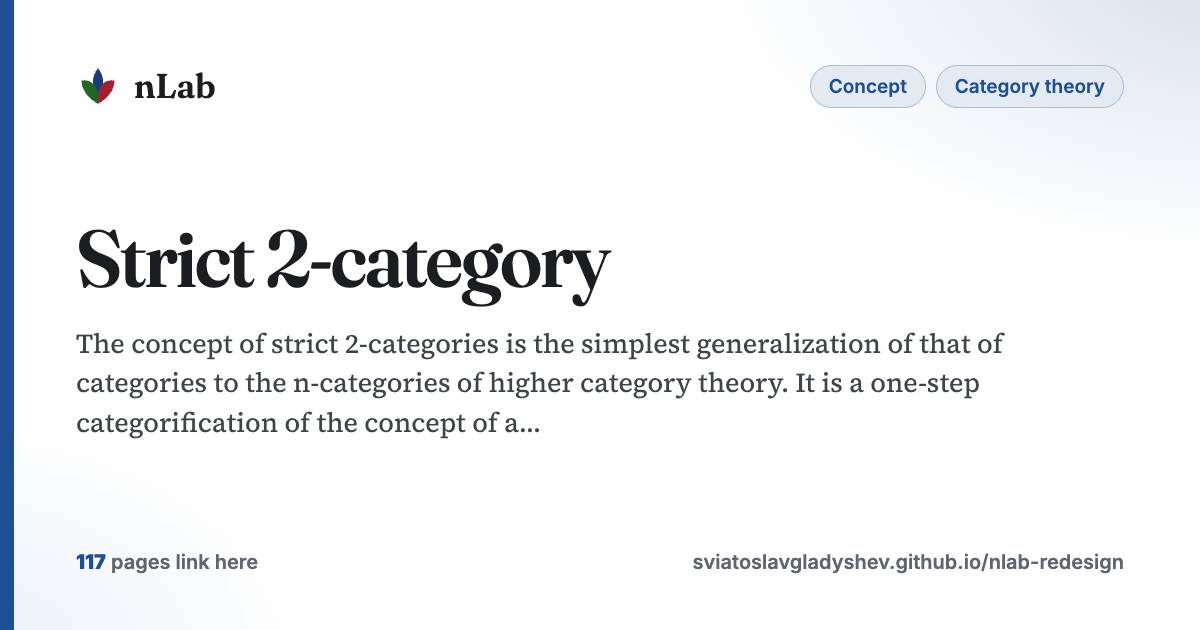 nLab
Concept
Category theory
Strict 2-category
The concept of strict 2-categories is the simplest generalization of that of
categories to the n-categories of higher category theory. It is a one-step
categorification of the concept of a...
117 pages link here
sviatoslavgladyshev.github.io/nlab-redesign